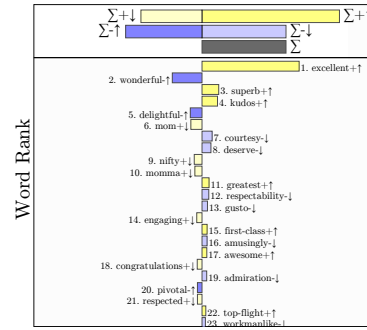 Σ+↓
Σ+↑
Σ-↑
Σ-↓
Σ
Word Rank
1. excellent+↑
2. wonderful-↑
3. superb+↑
4. kudos+↑
5. delightful-↑
6. mom+↓
7. courtesy-↓
8. deserve-↓
9. nifty+↓
10. momma+↓
11. greatest+↑
12. respectability-↓
13. gusto-↓
14. engaging+↓
15. first-class+↑
16. amusingly-↓
17. awesome+↑
18. congratulations+↓
19. admiration-↓
20. pivotal-↑
21. respected+↓
22. top-flight+↑
23. workmanlike-↓